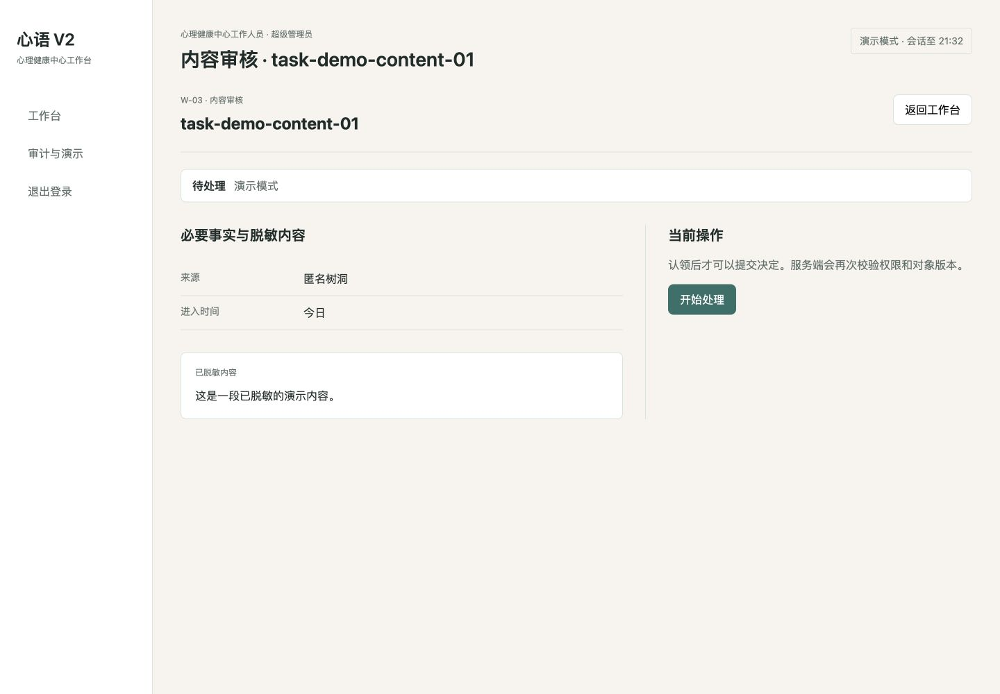 心语 V2
心理健康中心工作台
工作台
审计与演示
退出登录
心理健康中心工作人员 · 超级管理员
内容审核 · task-demo-content-01
演示模式 · 会话至 21:32
W-03 · 内容审核
task-demo-content-01
返回工作台
待处理 演示模式
必要事实与脱敏内容
来源 匿名树洞
进入时间 今日
已脱敏内容
这是一段已脱敏的演示内容。
当前操作
认领后才可以提交决定。服务端会再次校验权限和对象版本。
开始处理